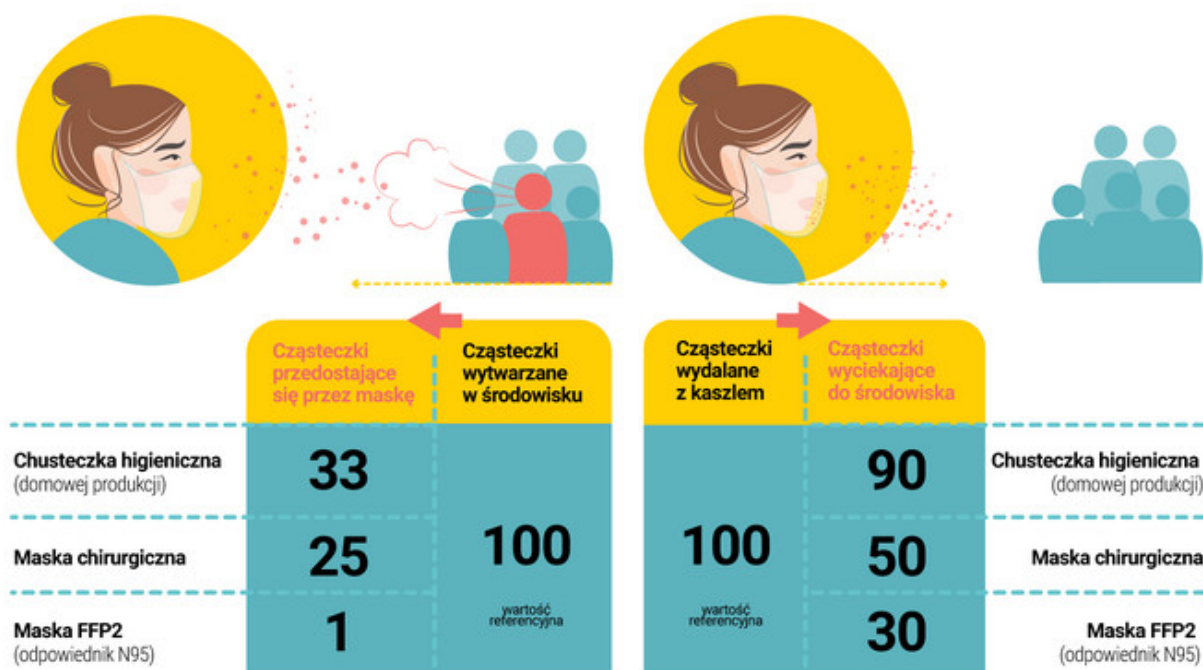 Cząsteczki
przedostające
się przez maskę
Cząsteczki
wytwarzane
w środowisku
Chusteczka higieniczna
(domowej produkcji)
33
Maska chirurgiczna
25
100
wartość
referencyjna
Maska FFP2
(odpowiednik N95)
1
Cząsteczki
wydalane
z kaszlem
Cząsteczki
wyciekające
do środowiska
90
Chusteczka higieniczna
(domowej produkcji)
100
wartość
referencyjna
50
Maska chirurgiczna
30
Maska FFP2
(odpowiednik N95)